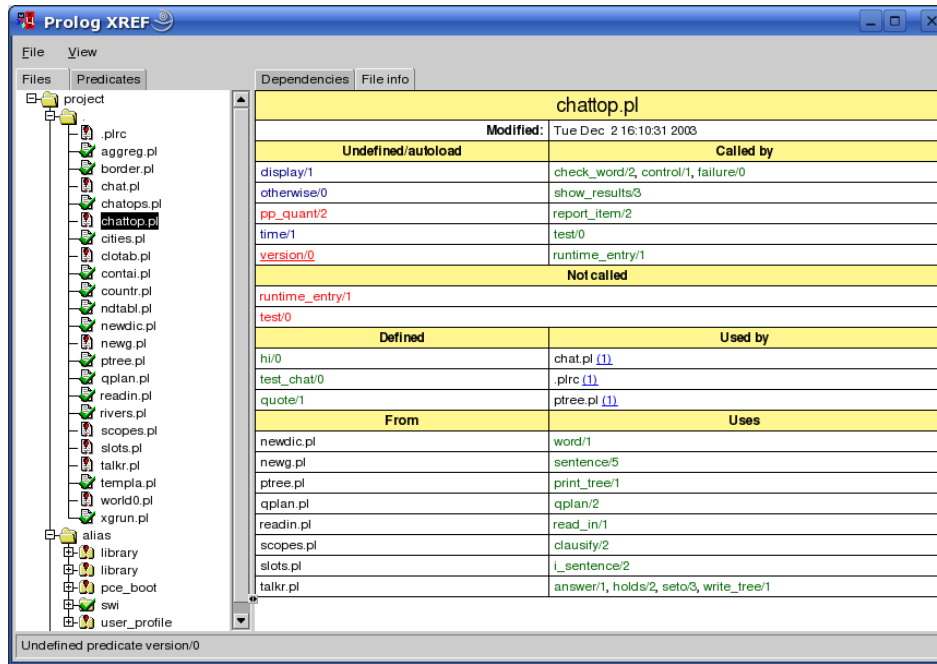 Prolog XREF
File View
Files Predicates
Dependencies File info
project
.
.plrc
aggreg.pl
border.pl
chat.pl
chatops.pl
chattop.pl
cities.pl
clotab.pl
contai.pl
countr.pl
ndtabl.pl
newdic.pl
newg.pl
ptree.pl
qplan.pl
readin.pl
rivers.pl
scopes.pl
slots.pl
talkr.pl
templa.pl
world0.pl
xgrun.pl
alias
library
library
pce_boot
swi
user_profile
chattop.pl
Modified: Tue Dec 2 16:10:31 2003
Undefined/autoload Called by
display/1 check_word/2, control/1, failure/0
otherwise/0 show_results/3
pp_quant/2 report_item/2
time/1 test/0
version/0 runtime_entry/1
Not called
runtime_entry/1
test/0
Defined Used by
hi/0 chat.pl (1)
test_chat/0 .plrc (1)
quote/1 ptree.pl (1)
From Uses
newdic.pl word/1
newg.pl sentence/5
ptree.pl print_tree/1
qplan.pl qplan/2
readin.pl read_in/1
scopes.pl clausify/2
slots.pl i_sentence/2
talkr.pl answer/1, holds/2, seto/3, write_tree/1
Undefined predicate version/0